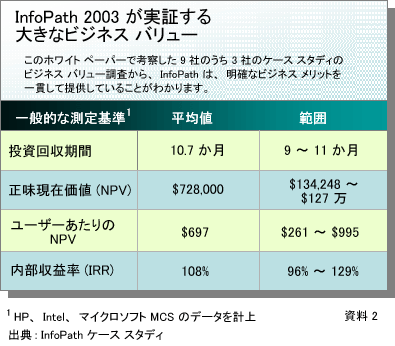 InfoPath 2003 が実証する
大きなビジネス バリュー
このホワイト ペーパーで考察した 9 社のうち 3 社のケース スタディの
ビジネス バリュー調査から、InfoPath は、明確なビジネス メリットを
一貫して提供していることがわかります。
一般的な測定基準1 平均値 範囲
投資回収期間 10.7 か月 9 ～ 11 か月
正味現在価値 (NPV) $728,000 $134,248 ～
$127 万
ユーザーあたりの
NPV $697 $261 ～ $995
内部収益率 (IRR) 108% 96% ～ 129%
1 HP、Intel、マイクロソフト MCS のデータを計上 資料 2
出典 : InfoPath ケース スタディ